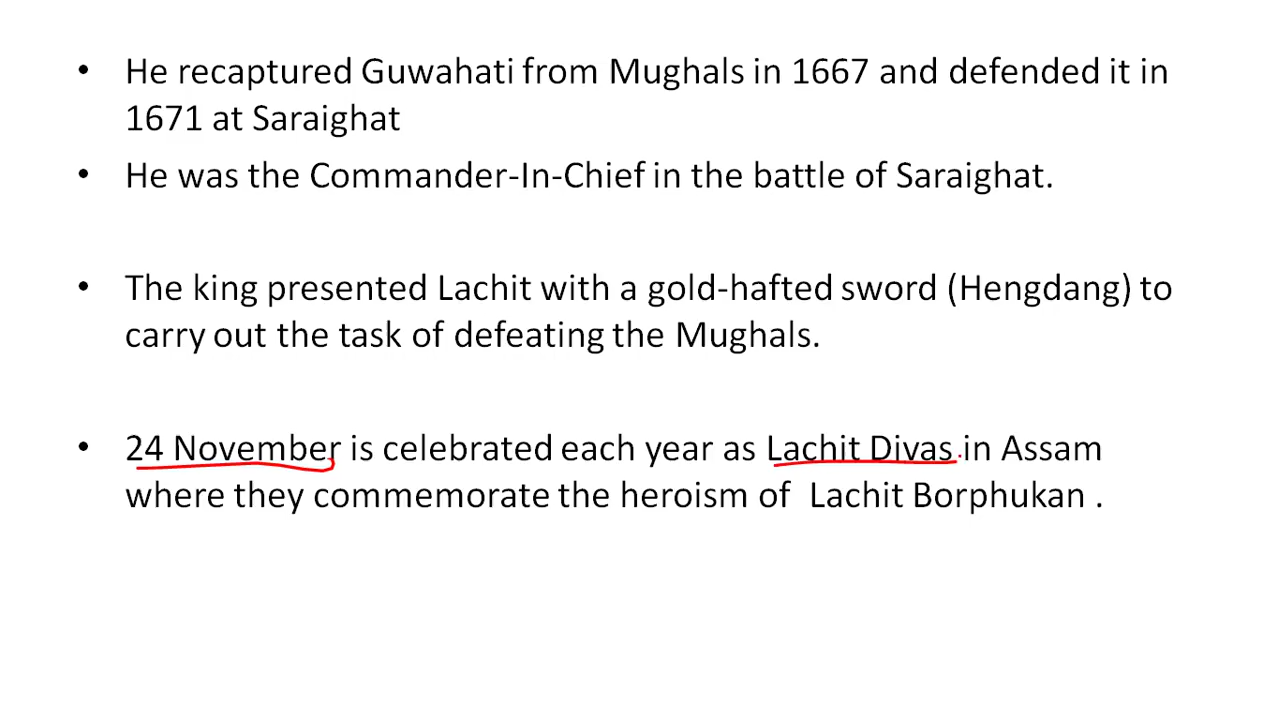 • He recaptured Guwahati from Mughals in 1667 and defended it in
1671 at Saraighat
• He was the Commander-In-Chief in the battle of Saraighat.
• The king presented Lachit with a gold-hafted sword (Hengdang) to
carry out the task of defeating the Mughals.
• 24 November is celebrated each year as Lachit Divas in Assam
where they commemorate the heroism of Lachit Borphukan .